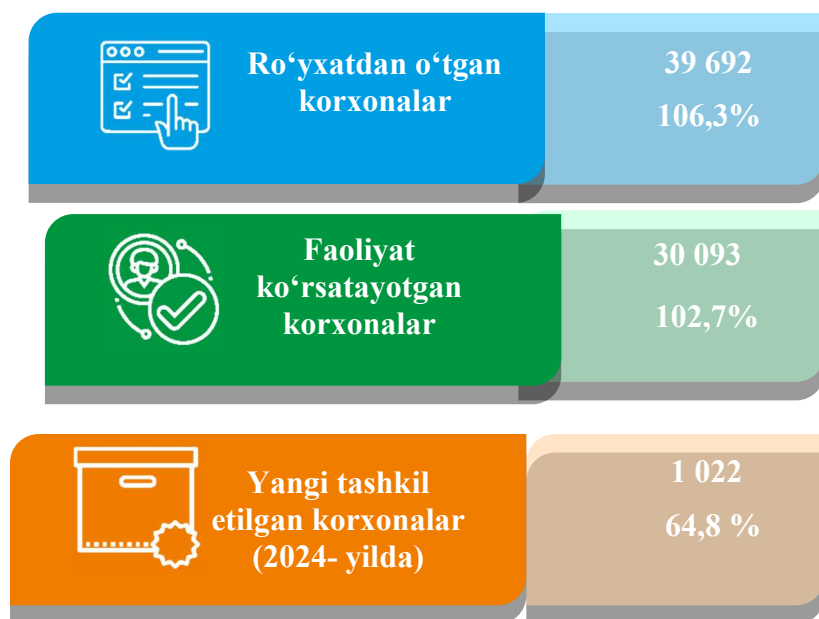 Ro‘yxatdan o‘tgan
korxonalar
39 692
106,3%
Faoliyat
ko‘rsatayotgan
korxonalar
30 093
102,7%
Yangi tashkil
etilgan korxonalar
(2024- yilda)
1 022
64,8 %